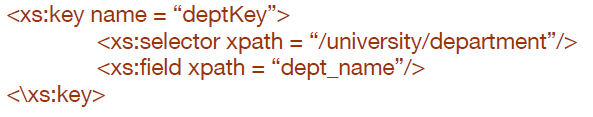 <xs:key name = “deptKey”>
<xs:selector xpath = “/university/department”/>
<xs:field xpath = “dept_name”/>
<\xs:key>